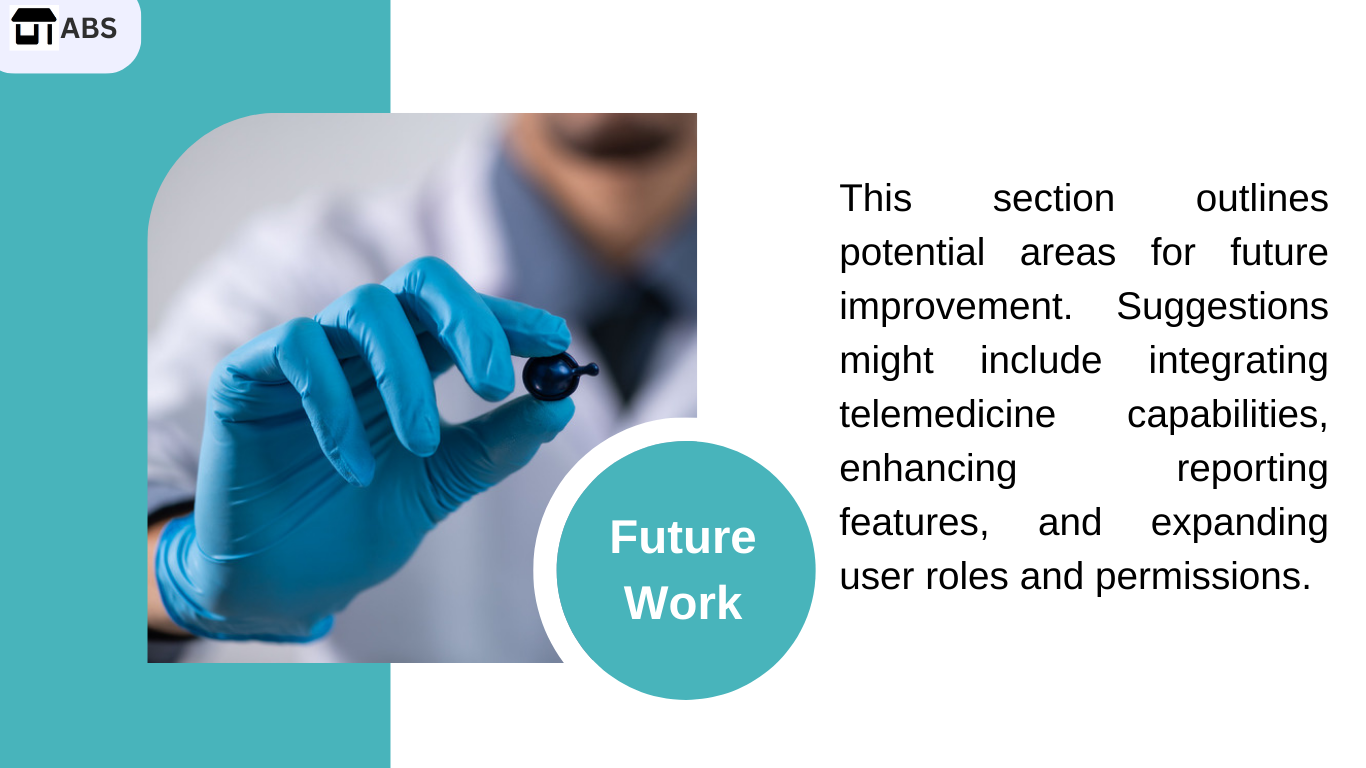 ABS
This section outlines
potential areas for future
improvement. Suggestions
might include integrating
telemedicine capabilities,
enhancing reporting
features, and expanding
user roles and permissions.
Future
Work